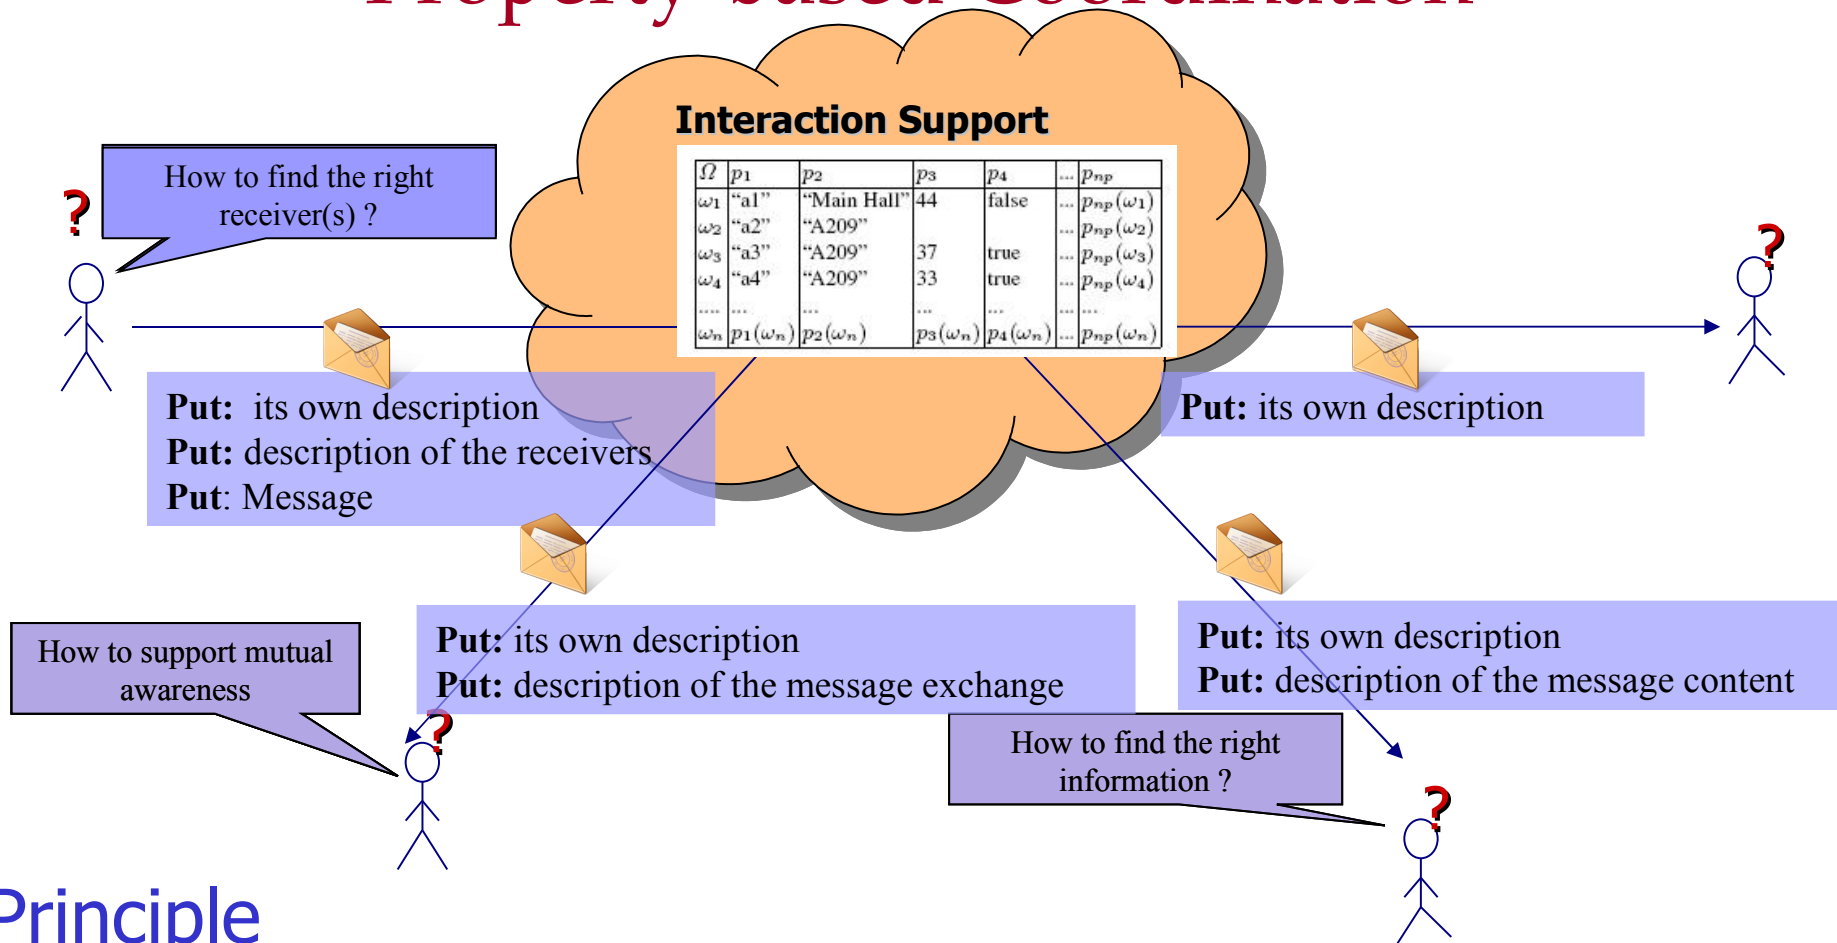 Property-based Coordination
Interaction Support
How to find the right
receiver(s) ?
?
?
Ω p1 p2 p3 p4 ... pnp
ω1 “a1” “Main Hall” 44 false ... pnp(ω1)
ω2 “a2” “A209” ... pnp(ω2)
ω3 “a3” “A209” 37 true ... pnp(ω3)
ω4 “a4” “A209” 33 true ... pnp(ω4)
.... ... ... ... ... ... ...
ωn p1(ωn) p2(ωn) p3(ωn) p4(ωn) ... pnp(ωn)
Put: its own description
Put: description of the receivers
Put: Message
Put: its own description
How to support mutual
awareness
?
Put: its own description
Put: description of the message exchange
Put: its own description
Put: description of the message content
How to find the right
information ?
?
Principle